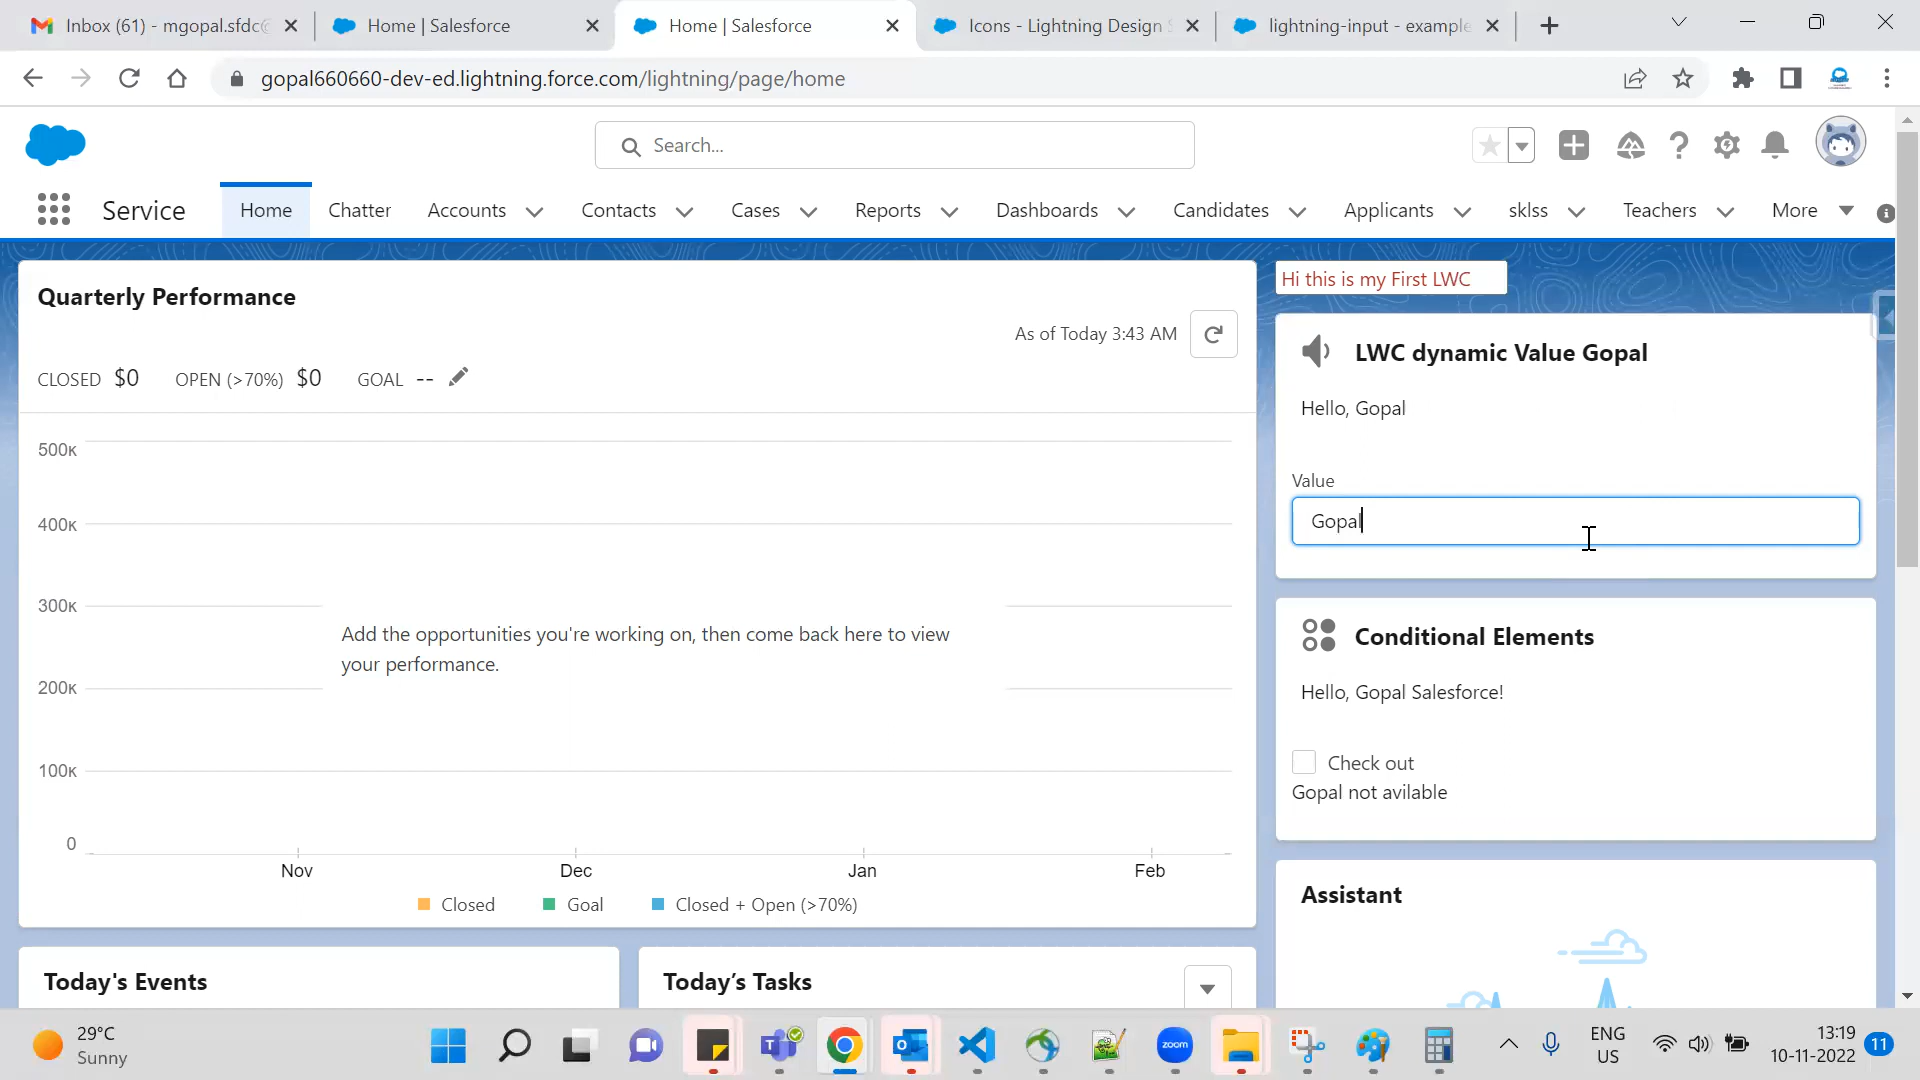 Inbox (61) - mgopal.sfdc
Home | Salesforce
Home | Salesforce
Icons - Lightning Design
lightning-input - example
gopal660660-dev-ed.lightning.force.com/lightning/page/home
Search...
Service
Home
Chatter
Accounts
Contacts
Cases
Reports
Dashboards
Candidates
Applicants
sklss
Teachers
More
Quarterly Performance
As of Today 3:43 AM
CLOSED $0 OPEN (>70%) $0 GOAL --
500K
400K
300K
200K
100K
0
Add the opportunities you're working on, then come back here to view
your performance.
Nov
Dec
Jan
Feb
Closed
Goal
Closed + Open (>70%)
Today's Events
Today’s Tasks
Hi this is my First LWC
LWC dynamic Value Gopal
Hello, Gopal
Value
Gopal
Conditional Elements
Hello, Gopal Salesforce!
Check out
Gopal not avilable
Assistant
29°C
Sunny
zoom
ENG
US
13:19
10-11-2022
11